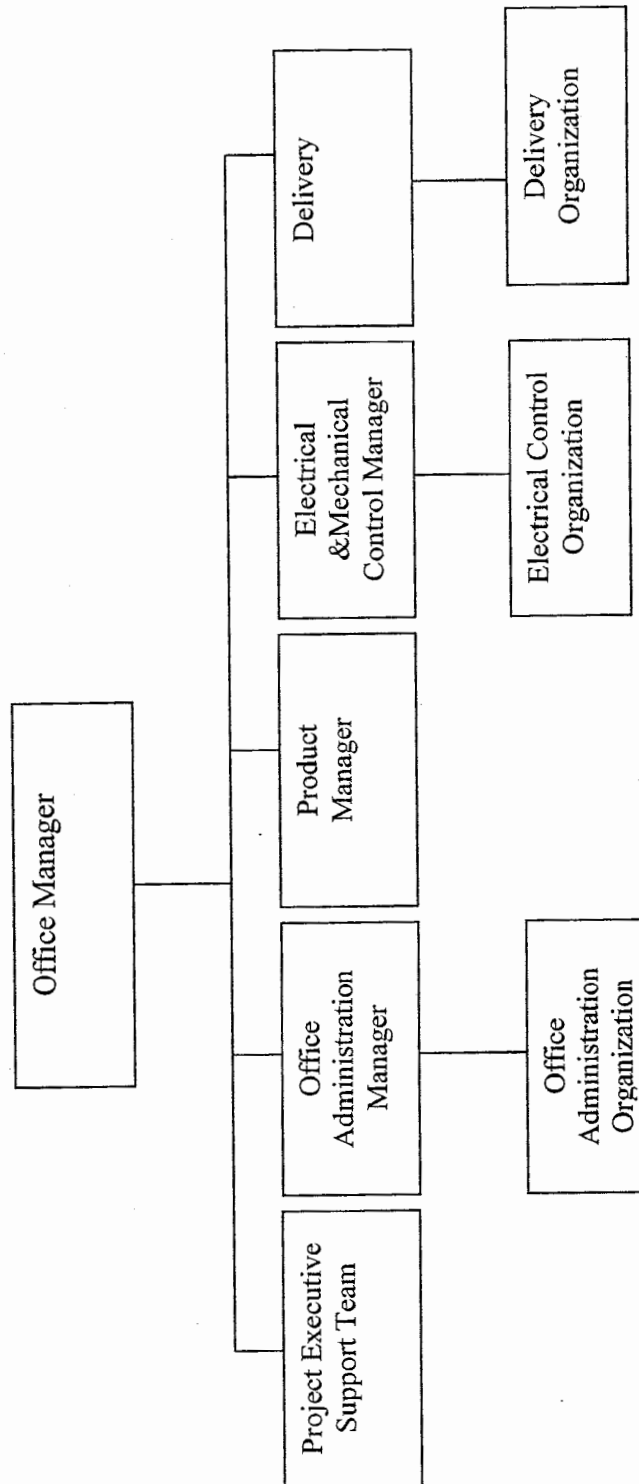 Office Manager
Project Executive
Support Team
Office
Administration
Manager
Product
Manager
Electrical
&Mechanical
Control Manager
Delivery
Office
Administration
Organization
Electrical Control
Organization
Delivery
Organization